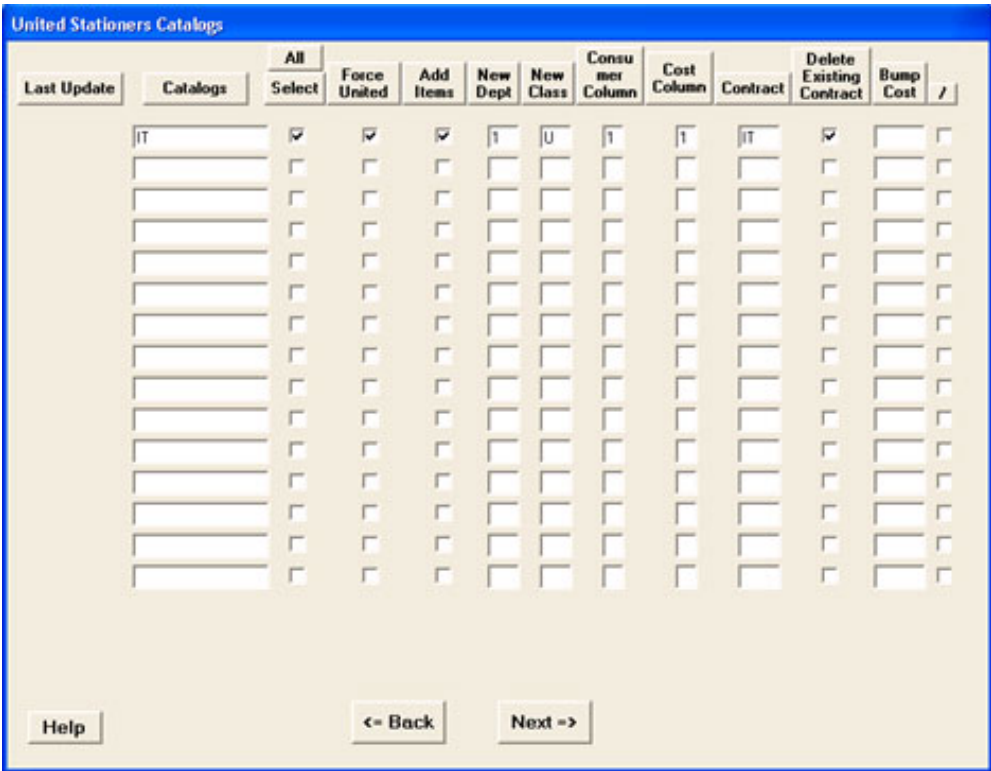 United Stationers Catalogs
Last Update
Catalogs
All
Select
Force
United
Add
Items
New
Dept
New
Class
Consu
mer
Column
Cost
Column
Contract
Delete
Existing
Contract
Bump
Cost
/
IT 1 U 1 1 IT
Help
<= Back
Next =>